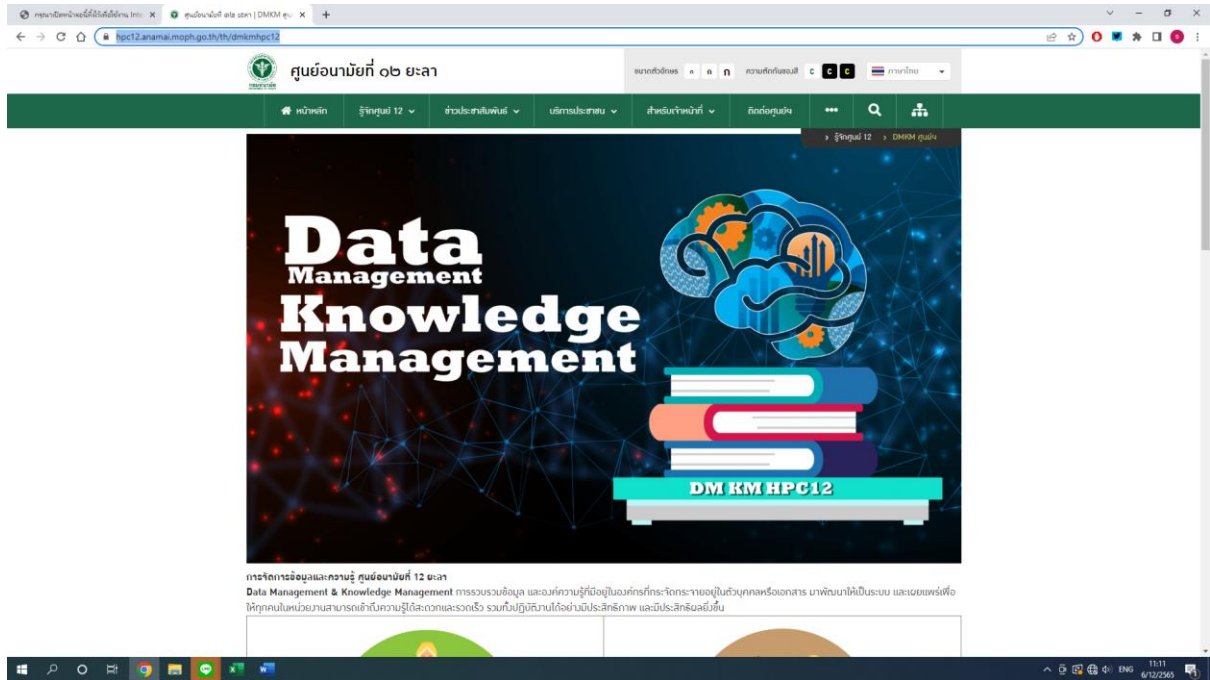 ศูนย์อนามัยที่ ๑๒ ยะ
hpc12.anamai.moph.go.th/th/dmkmhpc12
ศูนย์อนามัยที่ ๑๒ ยะลา
ขนาดตัวอักษร ก ก ก ความตัดกันของสี C C C ภาษาไทย
หน้าหลัก รู้จักศูนย์ 12 ข่าวประชาสัมพันธ์ บริการประชาชน สำหรับเจ้าหน้าที่ ติดต่อศูนย์ฯ
› รู้จักศูนย์ 12 › DMKM ศูนย์ฯ
Data
Management
Knowledge
Management
DM KM HPC12
การจัดการข้อมูลและความรู้ ศูนย์อนามัยที่ 12 ยะลา
Data Management & Knowledge Management การรวบรวมข้อมูล และองค์ความรู้ที่มีอยู่ในองค์กรที่กระจัดกระจายอยู่ในตัวบุคคลหรือเอกสาร มาพัฒนาให้เป็นระบบ และเผยแพร่เพื่อ
ให้ทุกคนในหน่วยงานสามารถเข้าถึงความรู้ได้สะดวกและรวดเร็ว รวมทั้งปฏิบัติงานได้อย่างมีประสิทธิภาพ และมีประสิทธิผลยิ่งขึ้น
ENG
11:11
6/12/2565